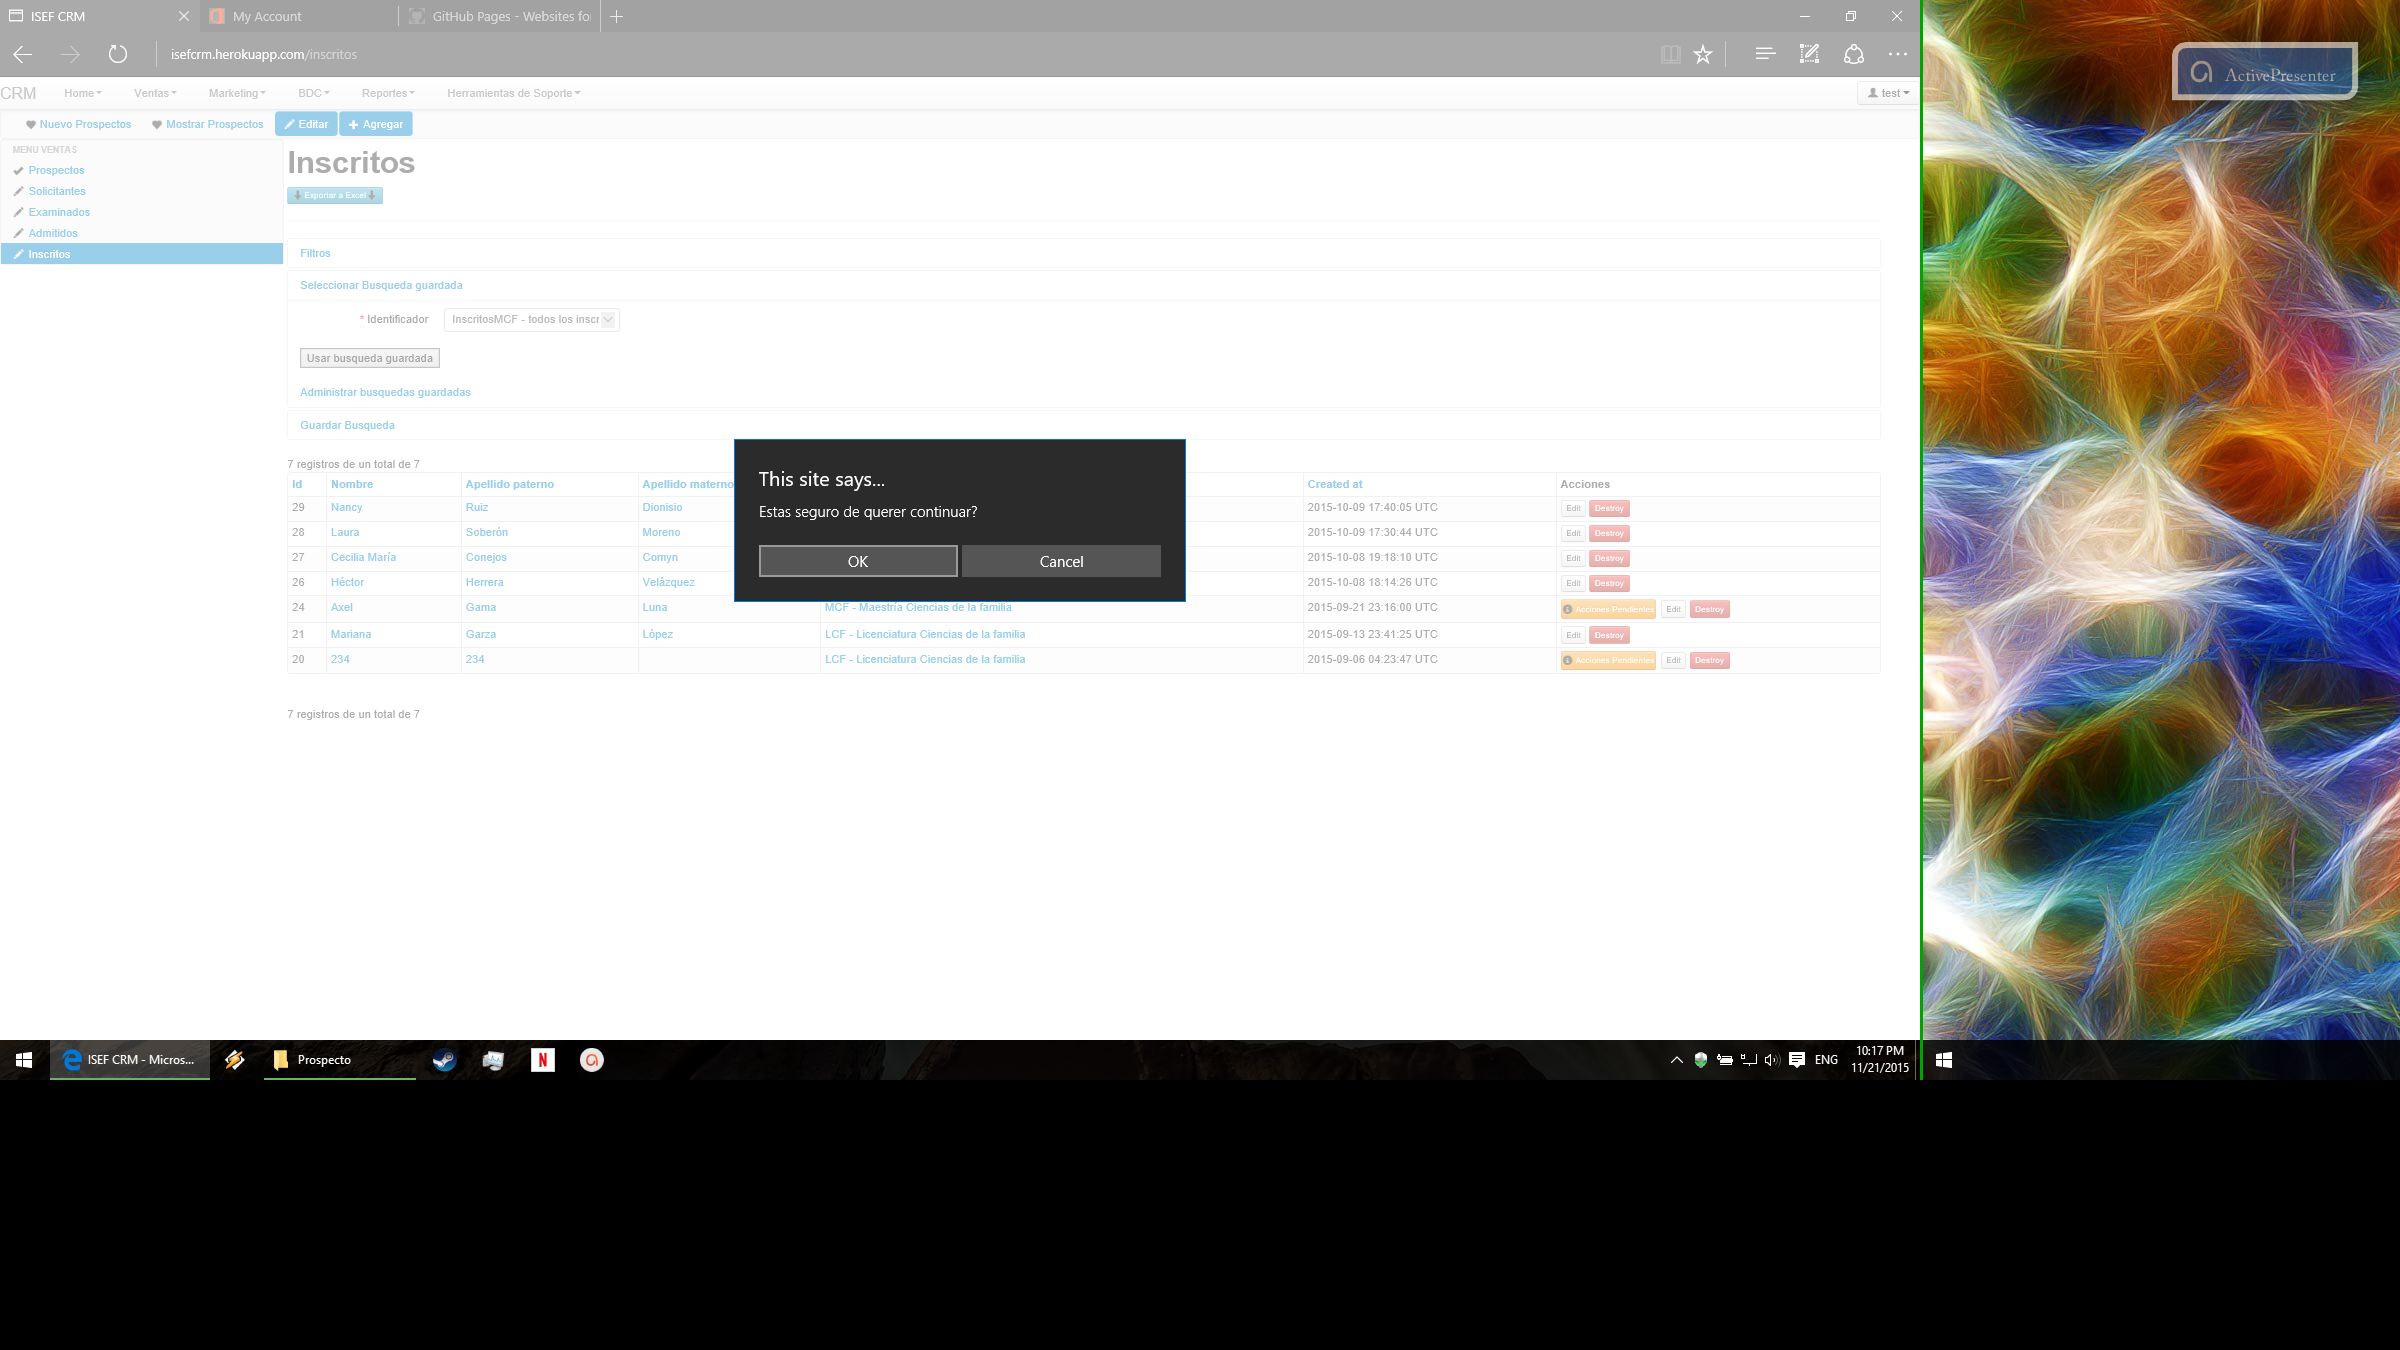 ISEF CRM
My Account
GitHub Pages - Websites fo
isefcrm.herokuapp.com/inscritos
ActivePresenter
CRM
Home
Ventas
Marketing
BDC
Reportes
Herramientas de Soporte
test
Nuevo Prospectos
Mostrar Prospectos
Editar
Agregar
MENU VENTAS
Prospectos
Solicitantes
Examinados
Admitidos
Inscritos
Inscritos
Exportar a Excel
Filtros
Seleccionar Busqueda guardada
* Identificador
InscritosMCF - todos los inscr
Usar busqueda guardada
Administrar busquedas guardadas
Guardar Busqueda
This site says...
Estas seguro de querer continuar?
OK
Cancel
7 registros de un total de 7
Id Nombre Apellido paterno Apellido materno Created at Acciones
29 Nancy Ruiz Dionisio 2015-10-09 17:40:05 UTC Edit Destroy
28 Laura Soberón Moreno 2015-10-09 17:30:44 UTC Edit Destroy
27 Cecilia María Conejos Comyn 2015-10-08 19:18:10 UTC Edit Destroy
26 Héctor Herrera Velázquez 2015-10-08 18:14:26 UTC Edit Destroy
24 Axel Gama Luna MCF - Maestría Ciencias de la familia 2015-09-21 23:16:00 UTC Acciones Pendientes Edit Destroy
21 Mariana Garza López LCF - Licenciatura Ciencias de la familia 2015-09-13 23:41:25 UTC Edit Destroy
20 234 234 LCF - Licenciatura Ciencias de la familia 2015-09-06 04:23:47 UTC Acciones Pendientes Edit Destroy
7 registros de un total de 7
ISEF CRM - Micros...
Prospecto
N
ENG
10:17 PM
11/21/2015